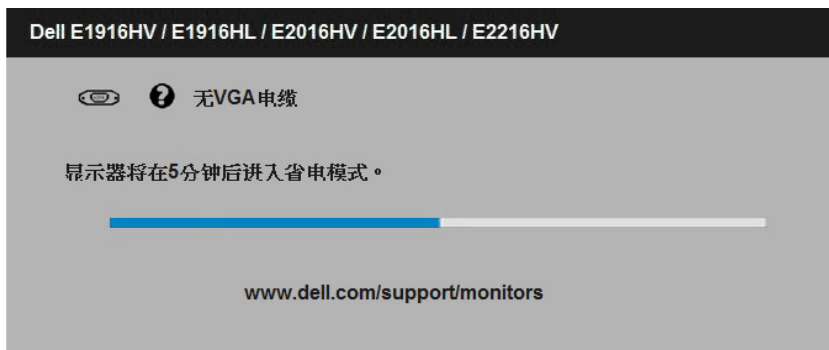 Dell E1916HV / E1916HL / E2016HV / E2016HL / E2216HV
? 无VGA电缆
显示器将在5分钟后进入省电模式。
www.dell.com/support/monitors